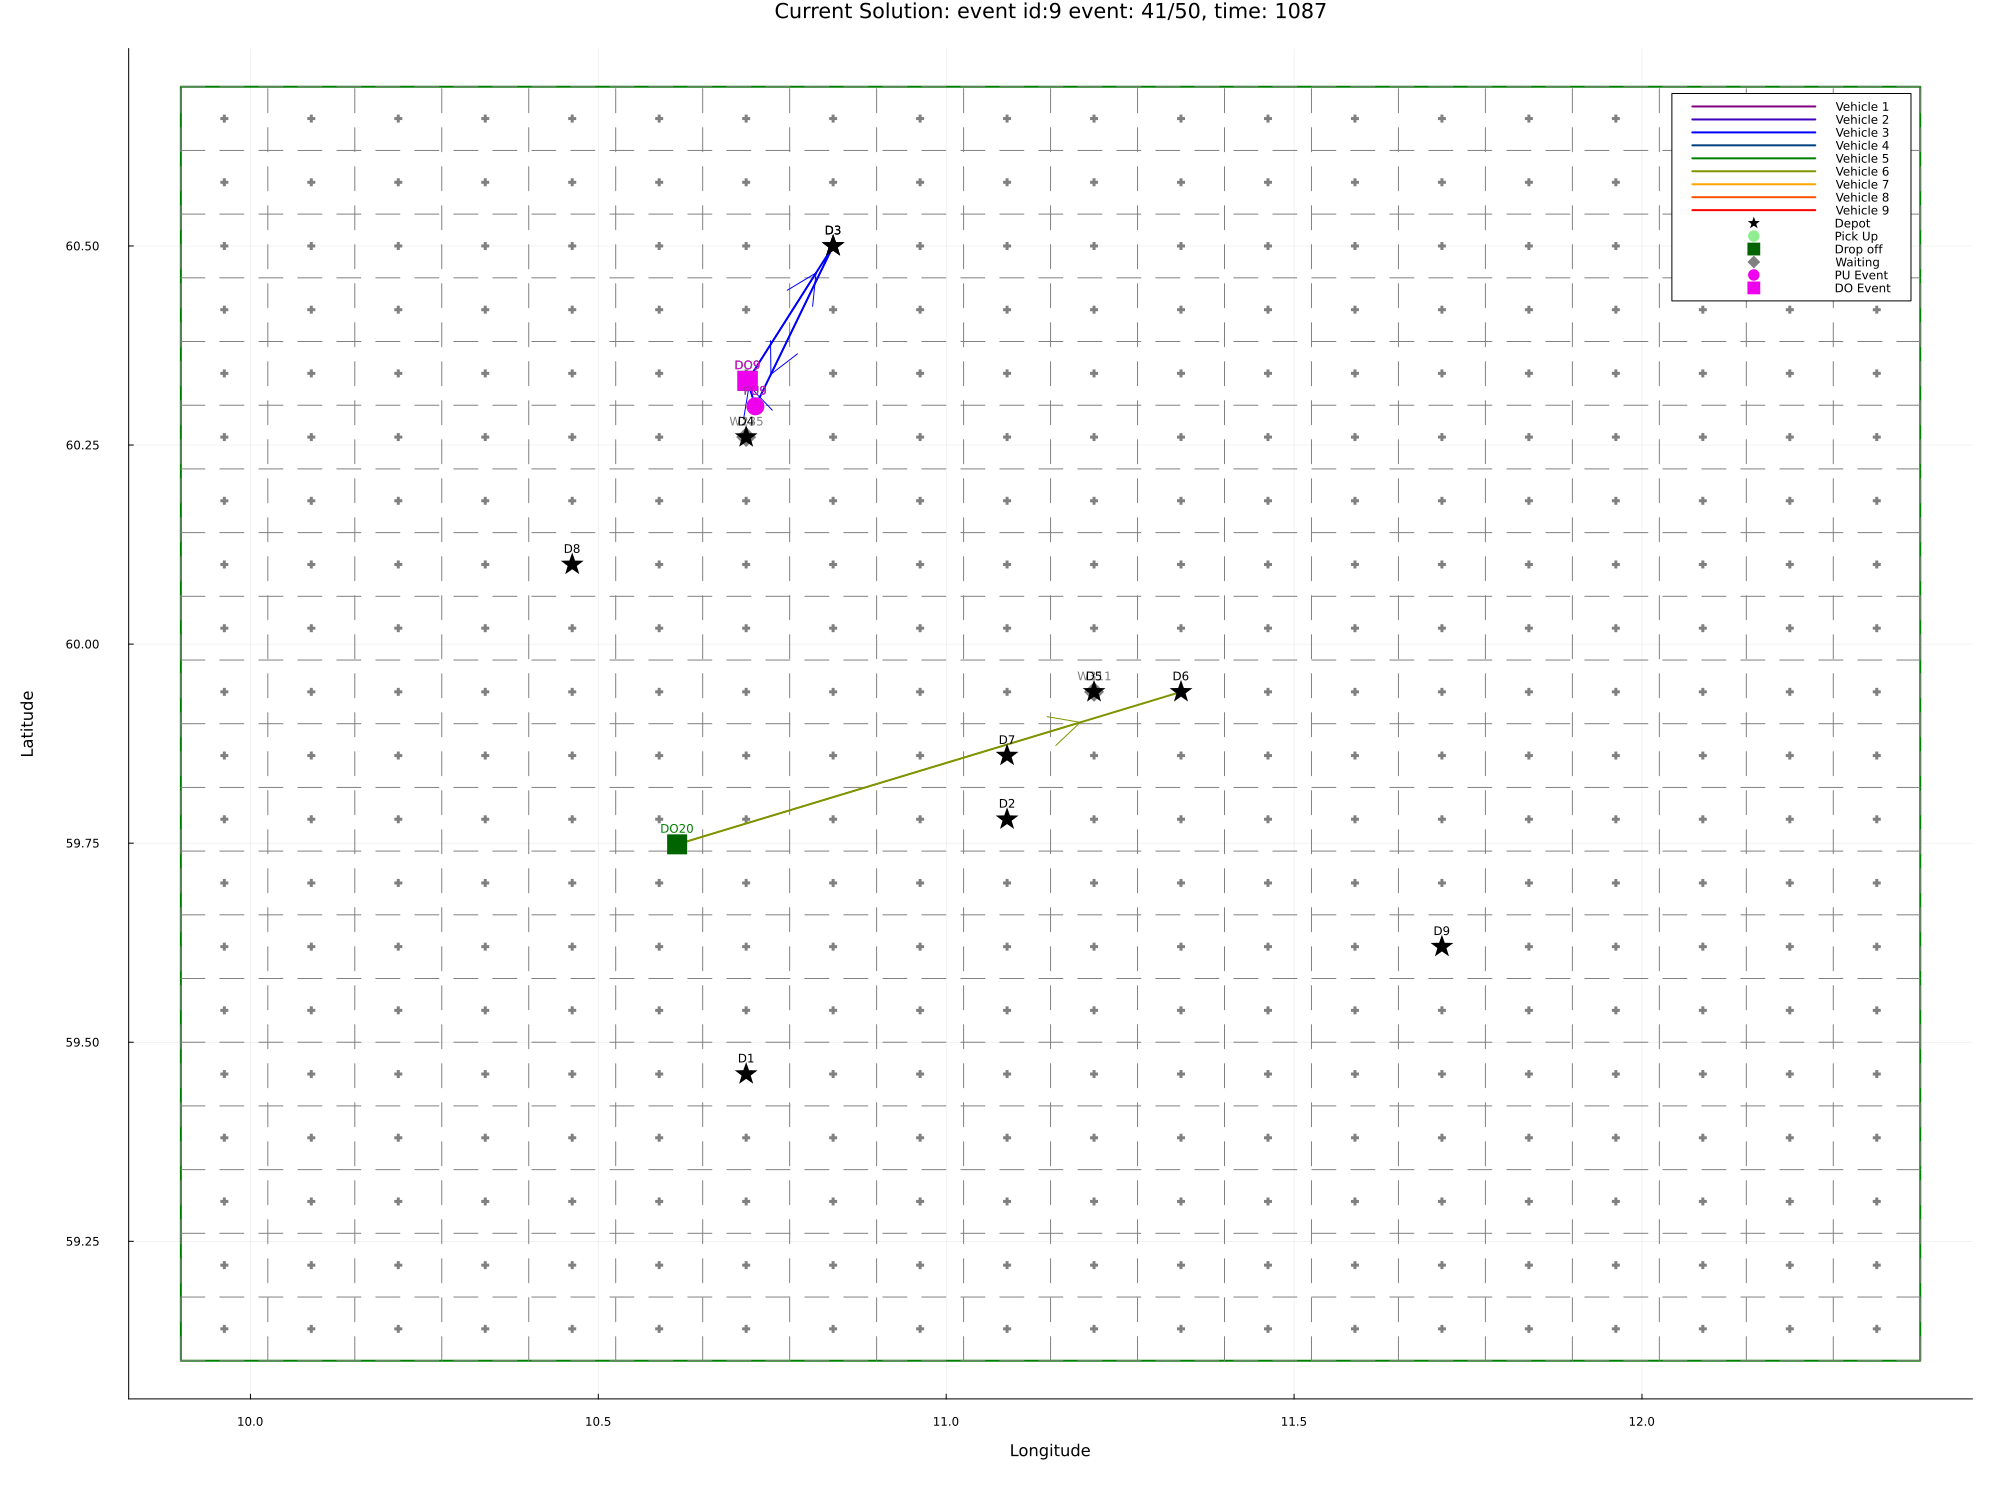 Current Solution: event id:9 event: 41/50, time: 1087
Vehicle 1
Vehicle 2
Vehicle 3
Vehicle 4
Vehicle 5
Vehicle 6
Vehicle 7
Vehicle 8
Vehicle 9
Depot
Pick Up
Drop off
Waiting
PU Event
DO Event
D3
60.50
DO9
D4
60.25
D8
60.00
D5
D6
D7
D2
DO20
59.75
D9
59.50
D1
59.25
Latitude
10.0
10.5
11.0
11.5
12.0
Longitude